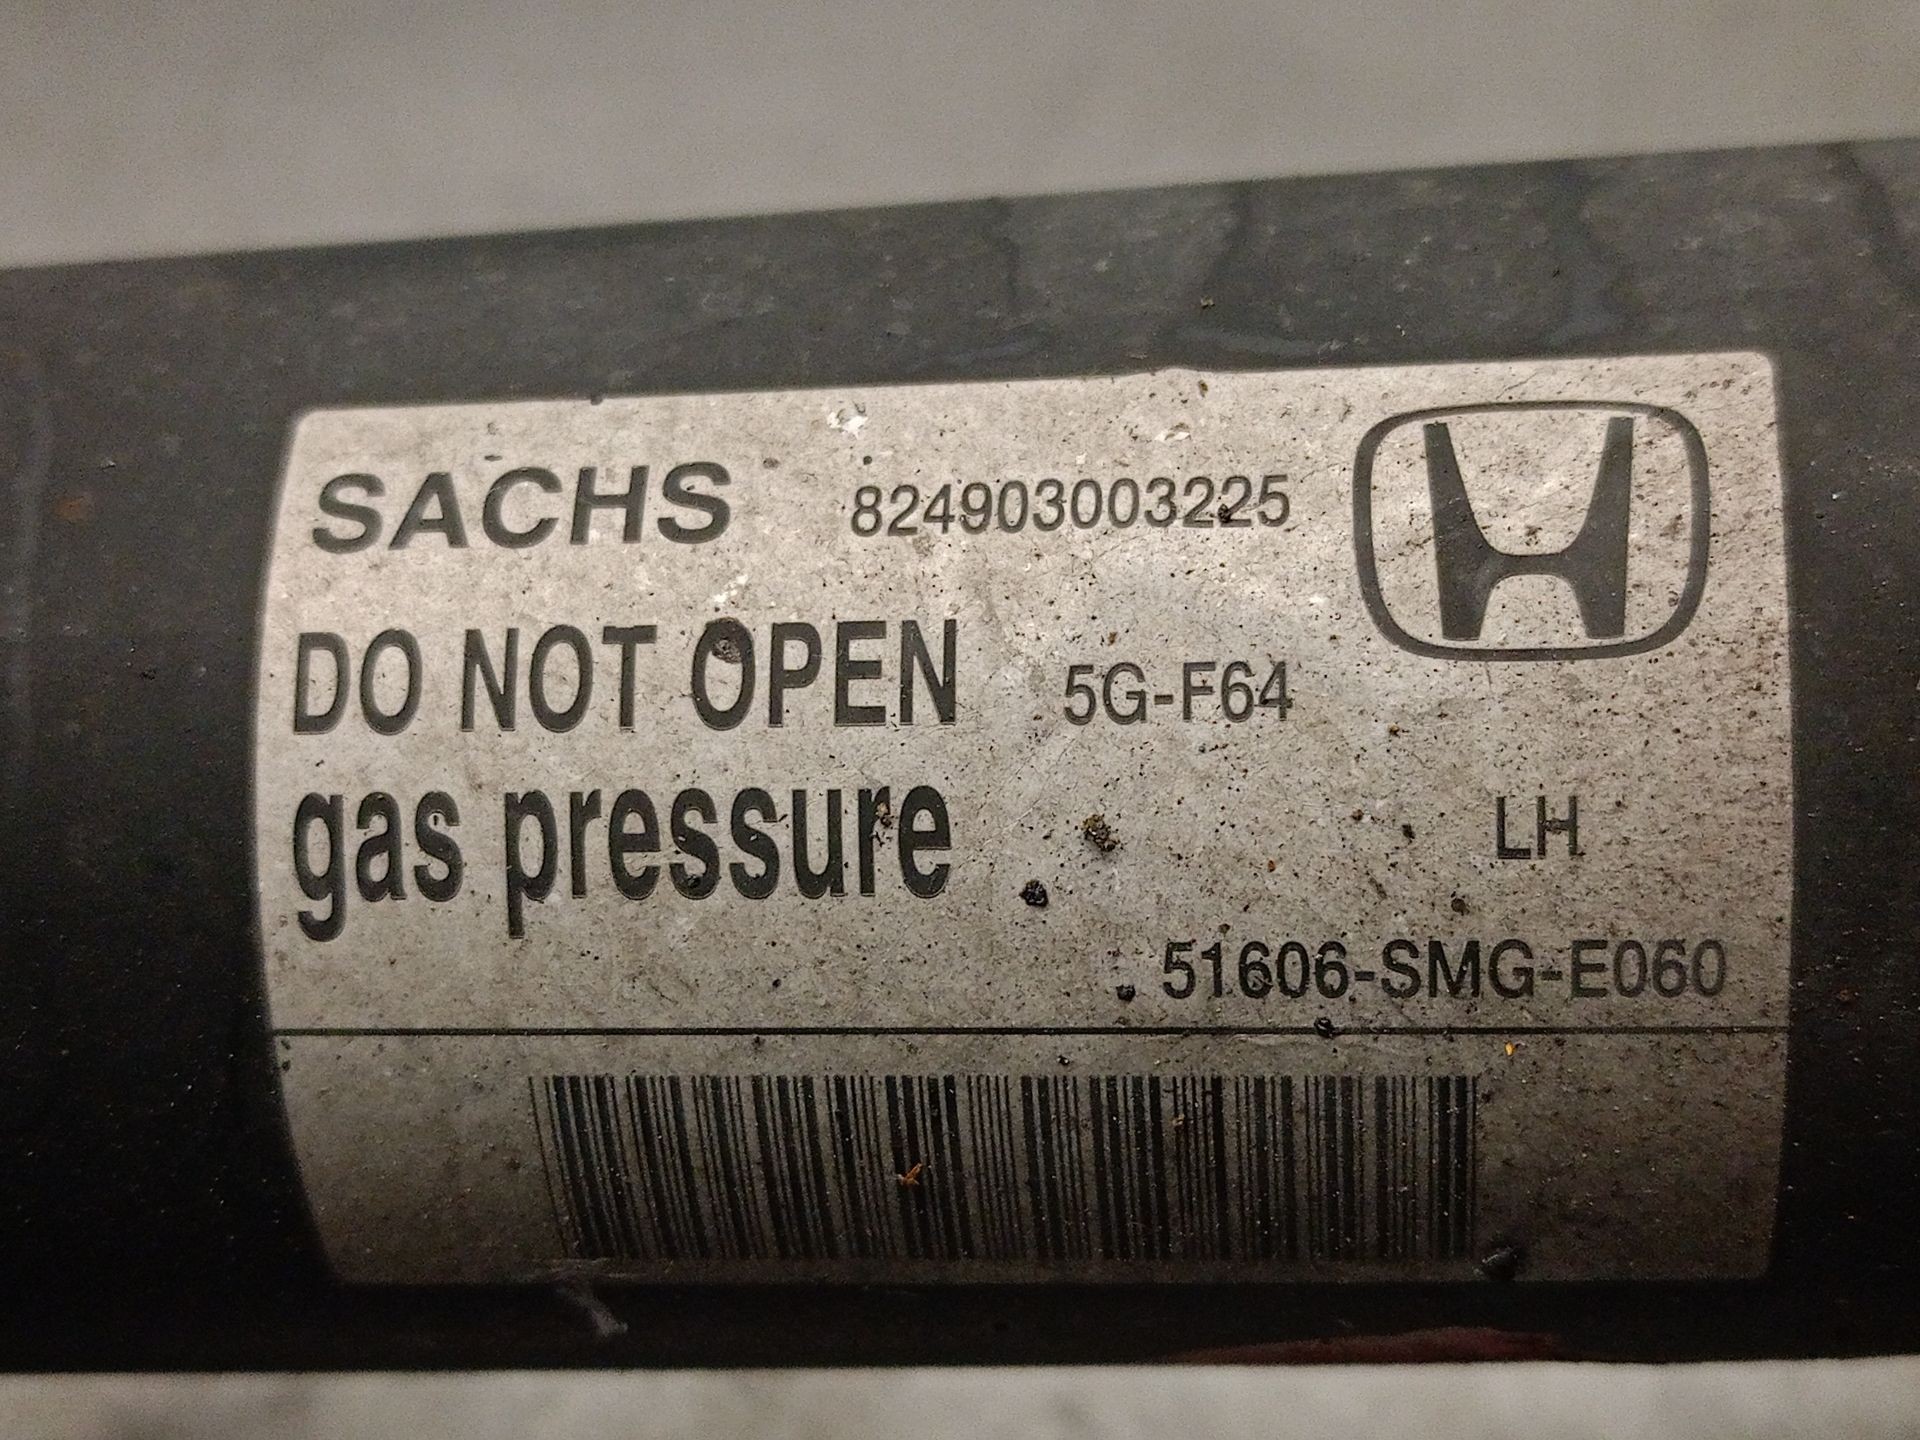 SACHS 824903003225
DO NOT OPEN 5G-F64
gas pressure LH
51606-SMG-E060